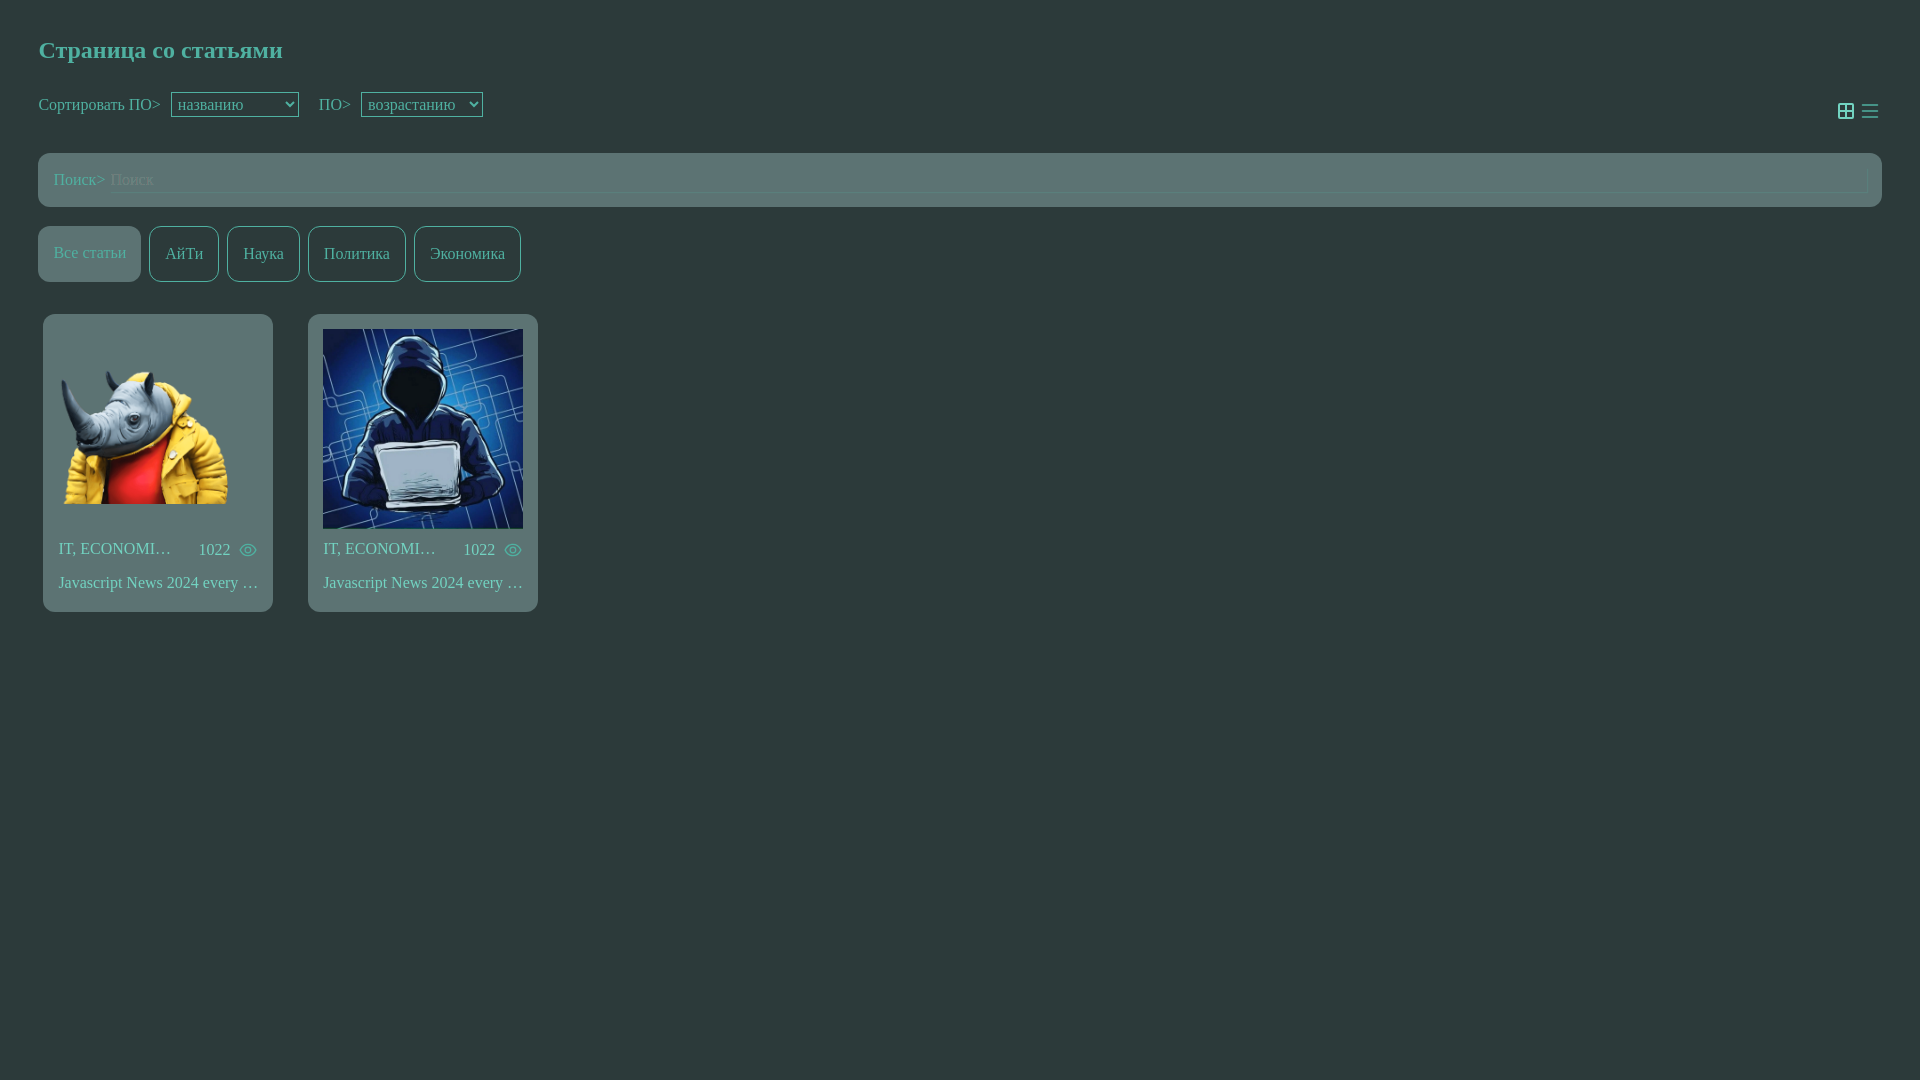 Страница со статьями
Сортировать ПО> названию ПО> возрастанию
Поиск> Поиск
Все статьи АйТи Наука Политика Экономика
IT, ECONOMI… 1022 IT, ECONOMI… 1022
Javascript News 2024 every … Javascript News 2024 every …